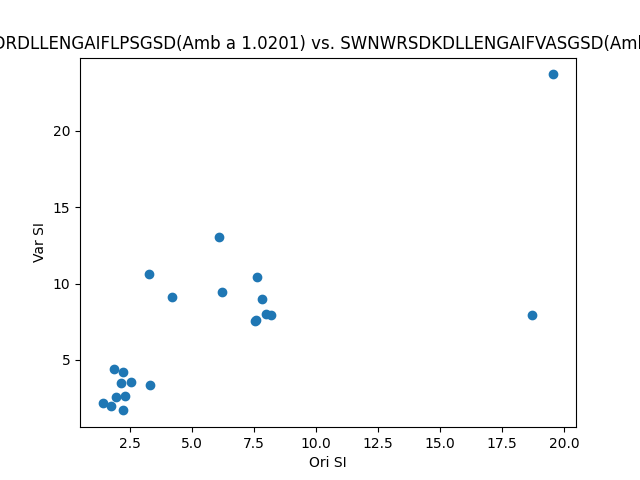 DRDLLENGAIFLPSGSD(Amb a 1.0201) vs. SWNWRSDKDLLENGAIFVASGSD(Amb
Var SI
20
15
10
5
2.5 5.0 7.5 10.0 12.5 15.0 17.5 20.0
Ori SI